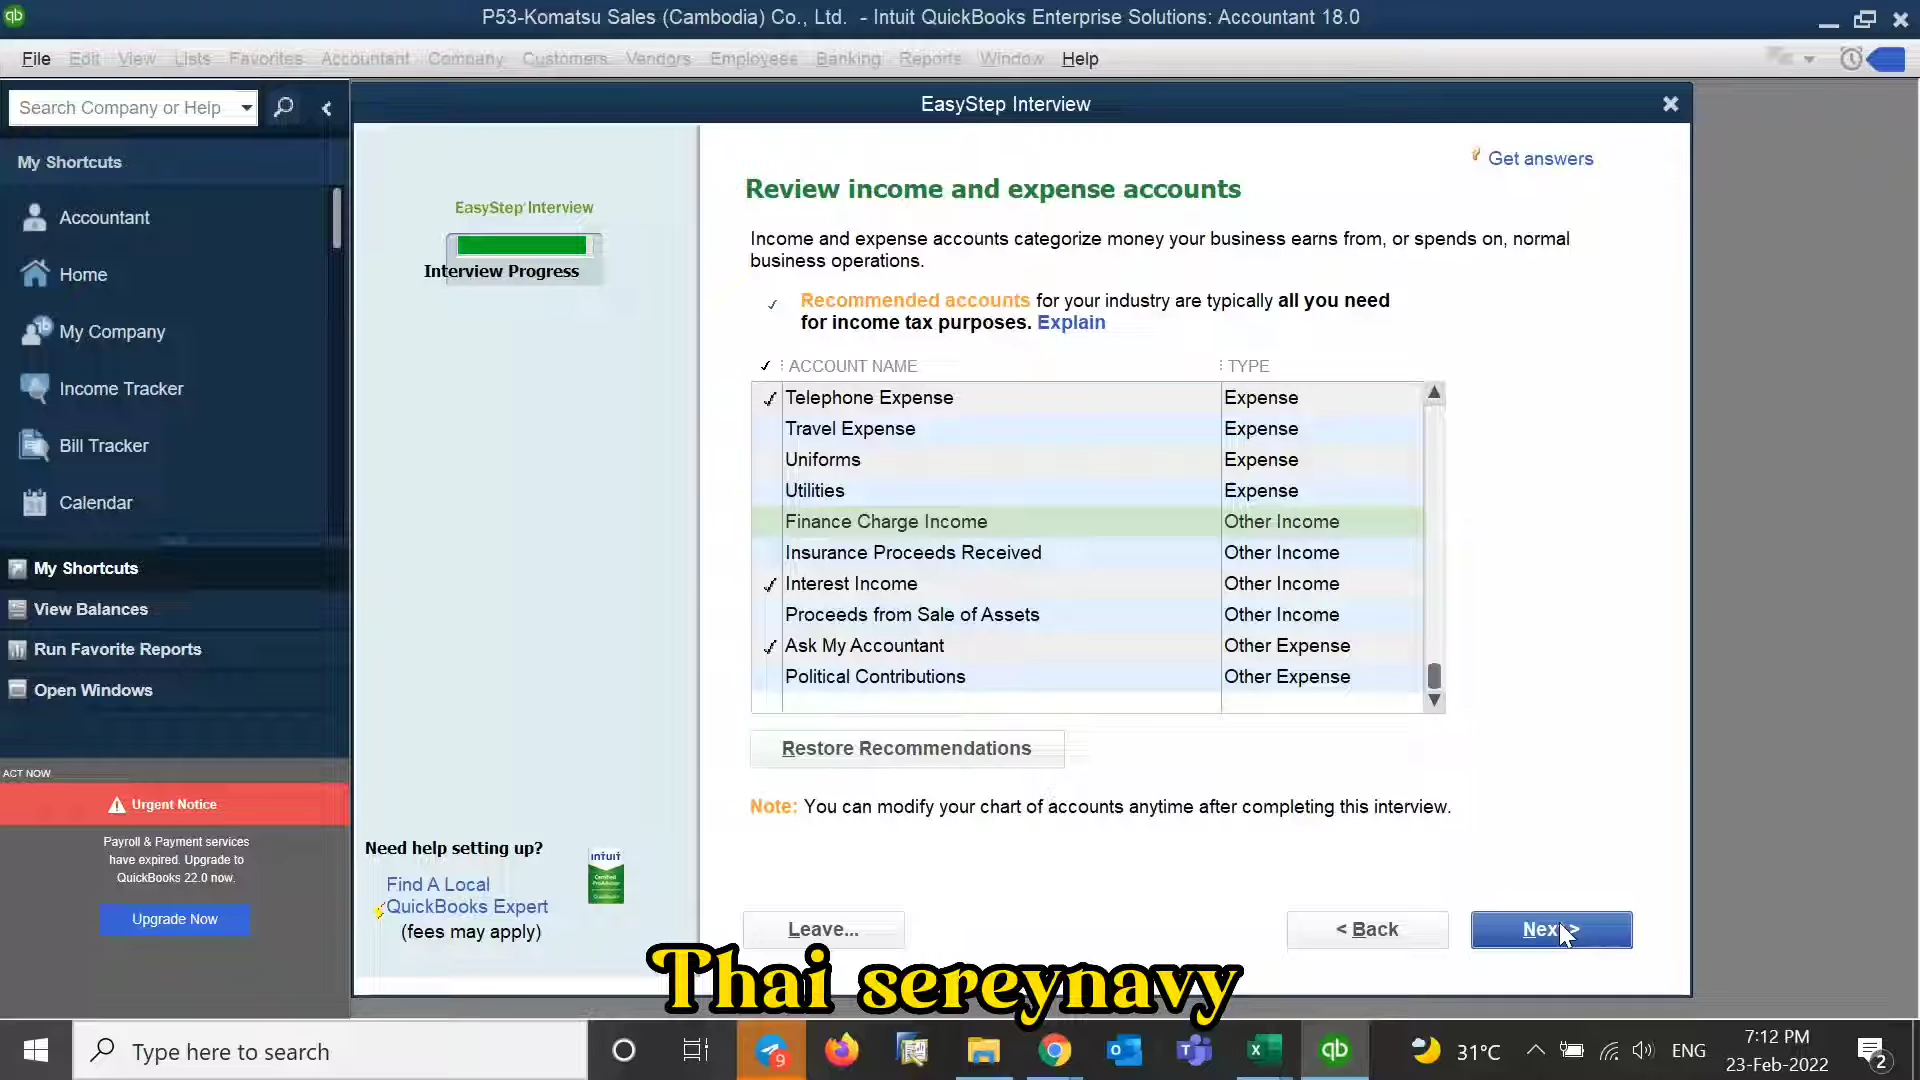 P53-Komatsu Sales (Cambodia) Co., Ltd. - Intuit QuickBooks Enterprise Solutions: Accountant 18.0
File Edit View Lists Favorites Accountant Company Customers Vendors Employees Banking Reports Window Help
Search Company or Help
My Shortcuts
Accountant
Home
My Company
Income Tracker
Bill Tracker
Calendar
My Shortcuts
View Balances
Run Favorite Reports
Open Windows
ACT NOW
Urgent Notice
Payroll & Payment services
have expired. Upgrade to
QuickBooks 22.0 now.
Upgrade Now
EasyStep Interview
EasyStep Interview
Interview Progress
Need help setting up?
Find A Local
QuickBooks Expert
(fees may apply)
intuit
Get answers
Review income and expense accounts
Income and expense accounts categorize money your business earns from, or spends on, normal
business operations.
Recommended accounts for your industry are typically all you need
for income tax purposes. Explain
✓ ACCOUNT NAME TYPE
✓ Telephone Expense Expense
Travel Expense Expense
Uniforms Expense
Utilities Expense
Finance Charge Income Other Income
Insurance Proceeds Received Other Income
✓ Interest Income Other Income
Proceeds from Sale of Assets Other Income
✓ Ask My Accountant Other Expense
Political Contributions Other Expense
Restore Recommendations
Note: You can modify your chart of accounts anytime after completing this interview.
Leave... < Back Next >
Thai sereynavy
Type here to search
9
31°C
ENG
7:12 PM
23-Feb-2022
2